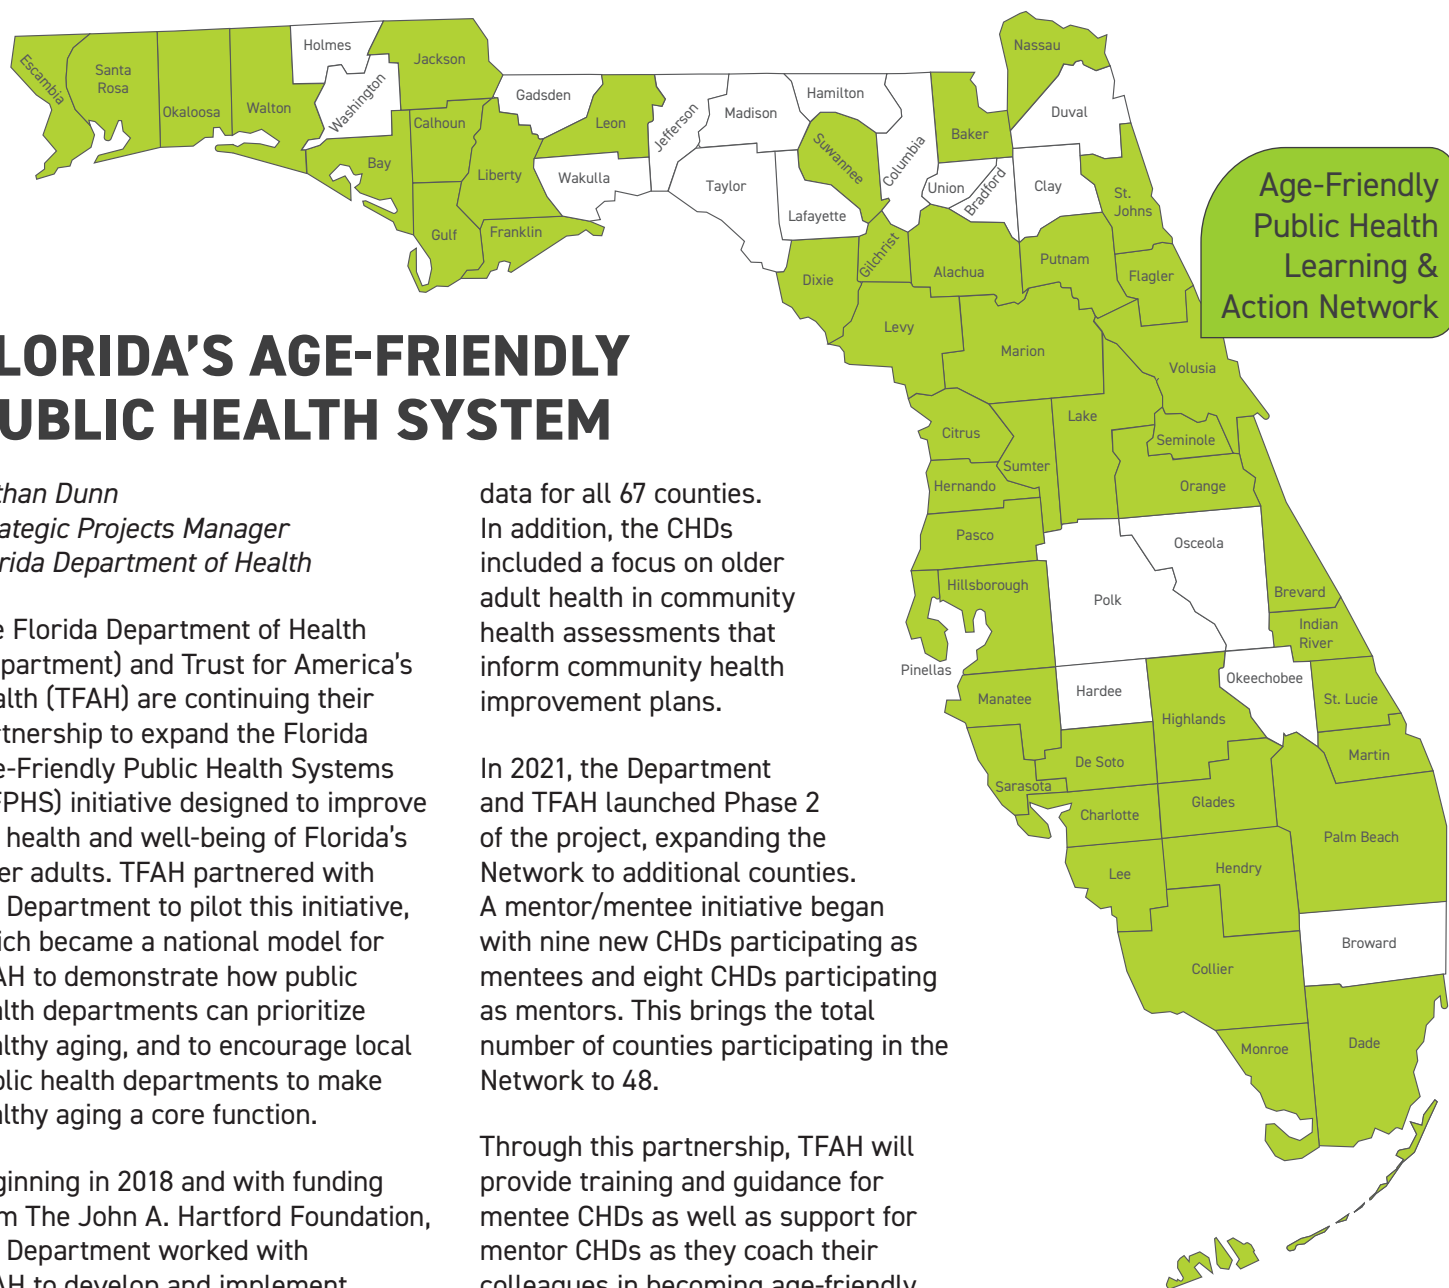 Holmes
Jackson
Nassau
Escambia
Santa
Rosa
Okaloosa
Walton
Washington
Gadsden
Calhoun
Leon
Jefferson
Madison
Hamilton
Duval
Baker
Suwannee
Columbia
Bay
Liberty
Wakulla
Taylor
Lafayette
Union
Bradford
Clay
St.
Johns
Gulf
Franklin
Dixie
Gilchrist
Alachua
Putnam
Flagler
Levy
Marion
Volusia
Age-Friendly
Public Health
Learning &
Action Network
Citrus
Lake
Seminole
Sumter
Hernando
Orange
Pasco
Osceola
Hillsborough
Polk
Brevard
Indian
River
Pinellas
Manatee
Hardee
Okeechobee
Highlands
St. Lucie
De Soto
Martin
Sarasota
Charlotte
Glades
Palm Beach
Lee
Hendry
Broward
Collier
Monroe
Dade
LORIDA'S AGE-FRIENDLY
UBLIC HEALTH SYSTEM
than Dunn
ategic Projects Manager
rida Department of Health
e Florida Department of Health
partment) and Trust for America's
alth (TFAH) are continuing their
rtnership to expand the Florida
e-Friendly Public Health Systems
FPHS) initiative designed to improve
health and well-being of Florida's
er adults. TFAH partnered with
Department to pilot this initiative,
ich became a national model for
AH to demonstrate how public
alth departments can prioritize
althy aging, and to encourage local
blic health departments to make
althy aging a core function.
ginning in 2018 and with funding
m The John A. Hartford Foundation,
Department worked with
AH to develop and implement
data for all 67 counties.
In addition, the CHDs
included a focus on older
adult health in community
health assessments that
inform community health
improvement plans.
In 2021, the Department
and TFAH launched Phase 2
of the project, expanding the
Network to additional counties.
A mentor/mentee initiative began
with nine new CHDs participating as
mentees and eight CHDs participating
as mentors. This brings the total
number of counties participating in the
Network to 48.
Through this partnership, TFAH will
provide training and guidance for
mentee CHDs as well as support for
mentor CHDs as they coach their
colleagues in becoming age-friendly